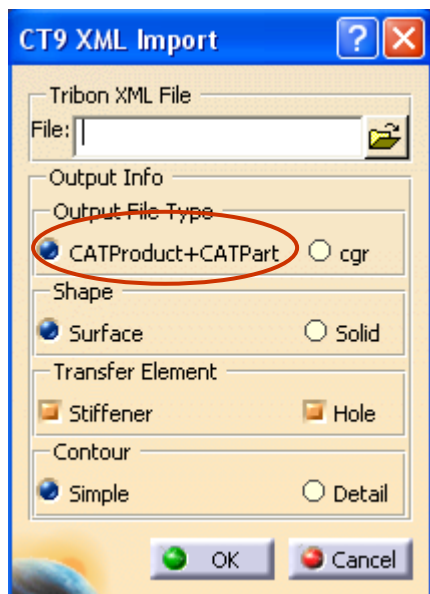 CT9 XML Import
Tribon XML File
File:
Output Info
Output File Type
CATProduct+CATPart cgr
Shape
Surface Solid
Transfer Element
Stiffener Hole
Contour
Simple Detail
OK Cancel